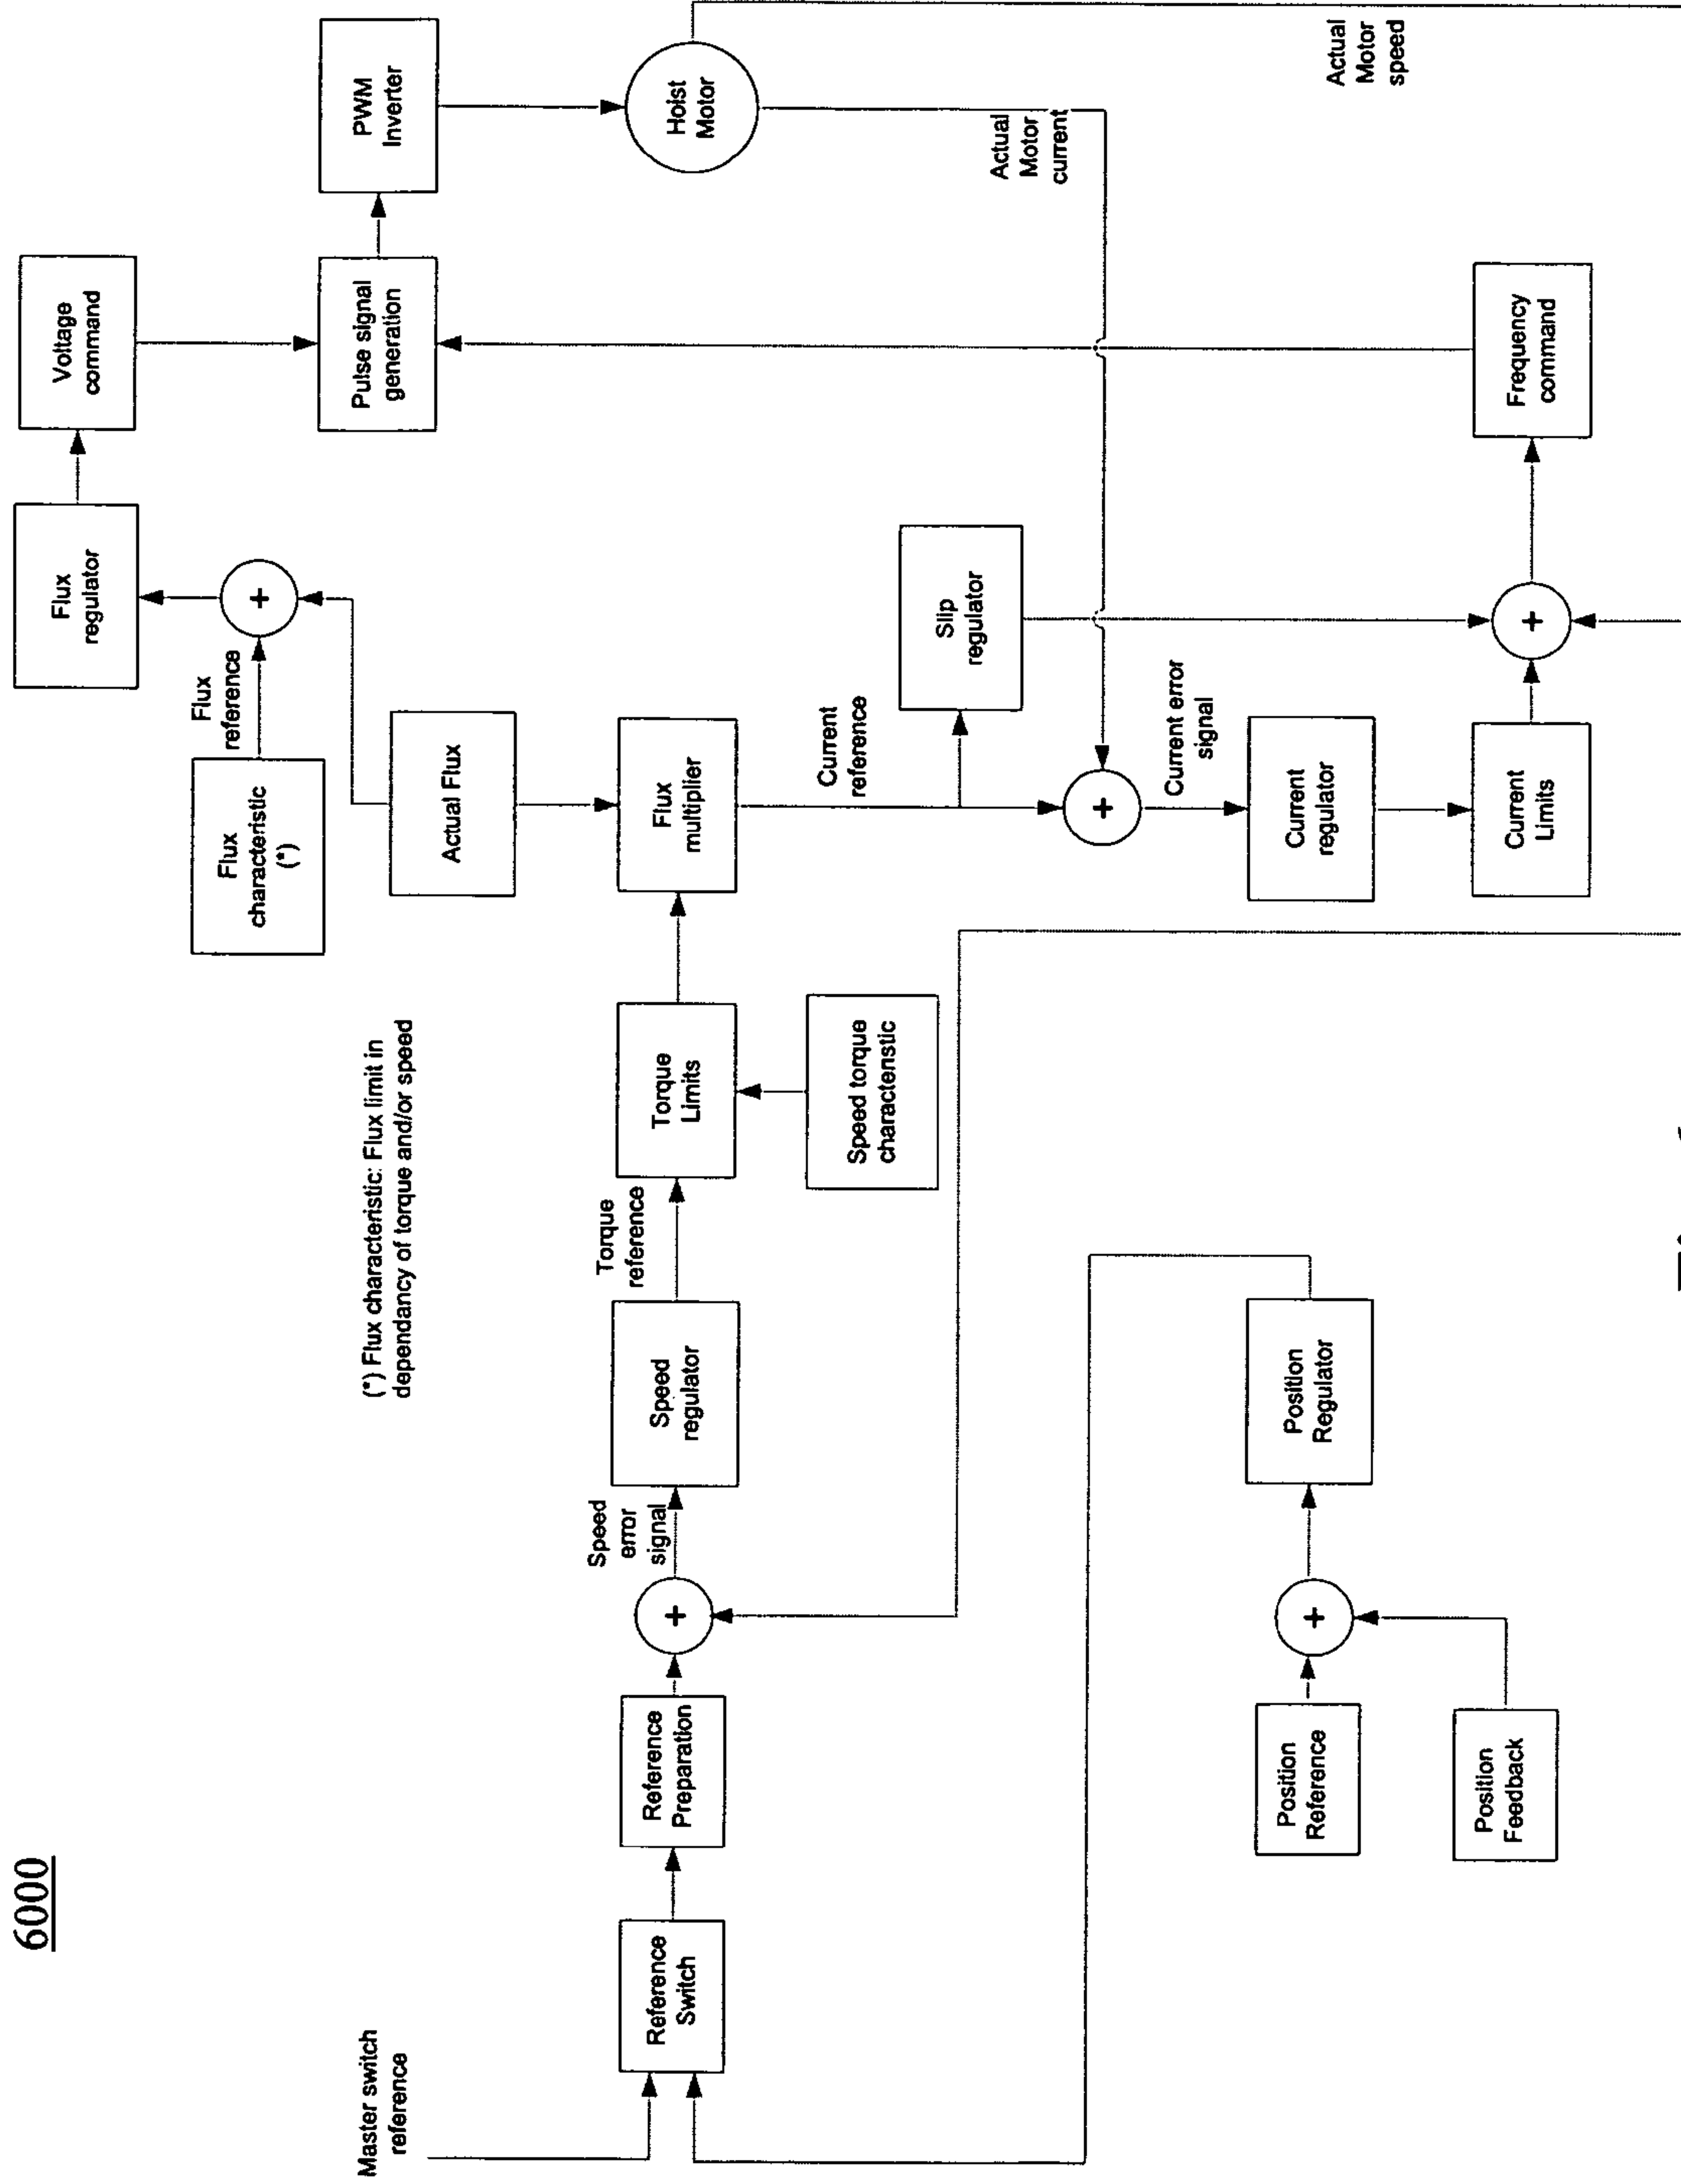 6000
Flux
regulator
Voltage
command
Flux
reference
Flux
characteristic
(*)
+
Master switch
reference
(*) Flux characteristic: Flux limit in
dependancy of torque and/or speed
Actual Flux
Pulse signal
generation
PWM
Inverter
Reference
Switch
Reference
Preparation
+
Speed
error
signal
Speed
regulator
Torque
reference
Torque
Limits
Flux
multiplier
Hoist
Motor
Speed torque
characteristic
Current
reference
Slip
regulator
Actual
Motor
current
+
Current error
signal
Position
Reference
+
Position
Regulator
Current
regulator
Actual
Motor
speed
Position
Feedback
Current
Limits
+
Frequency
command